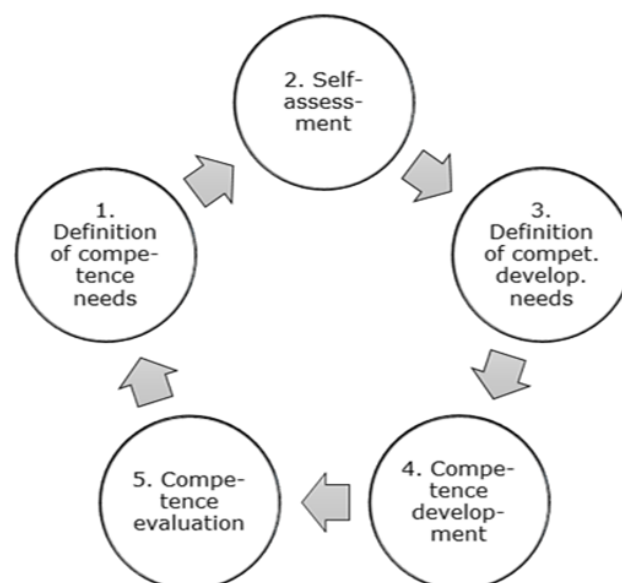 1.
Definition
of compe-
tence
needs
2. Self-
assess-
ment
3.
Definition
of compet.
develop.
needs
4. Compe-
tence
develop-
ment
5. Compe-
tence
evaluation